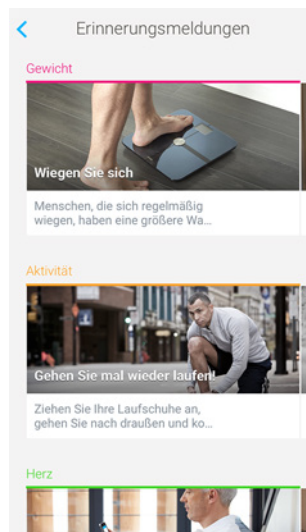 Erinnerungsmeldungen
Gewicht
Wiegen Sie sich
Menschen, die sich regelmäßig
wiegen, haben eine größere Wa...
Aktivität
Gehen Sie mal wieder laufen!
Ziehen Sie Ihre Laufschuhe an,
gehen Sie nach draußen und ko...
Herz